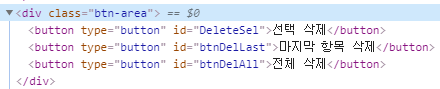 ▼<div class="btn-area"> == $0
<button type="button" id="DeleteSel">선택 삭제</button>
<button type="button" id="btnDelLast">마지막 항목 삭제</button>
<button type="button" id="btnDelAll">전체 삭제</button>
</div>